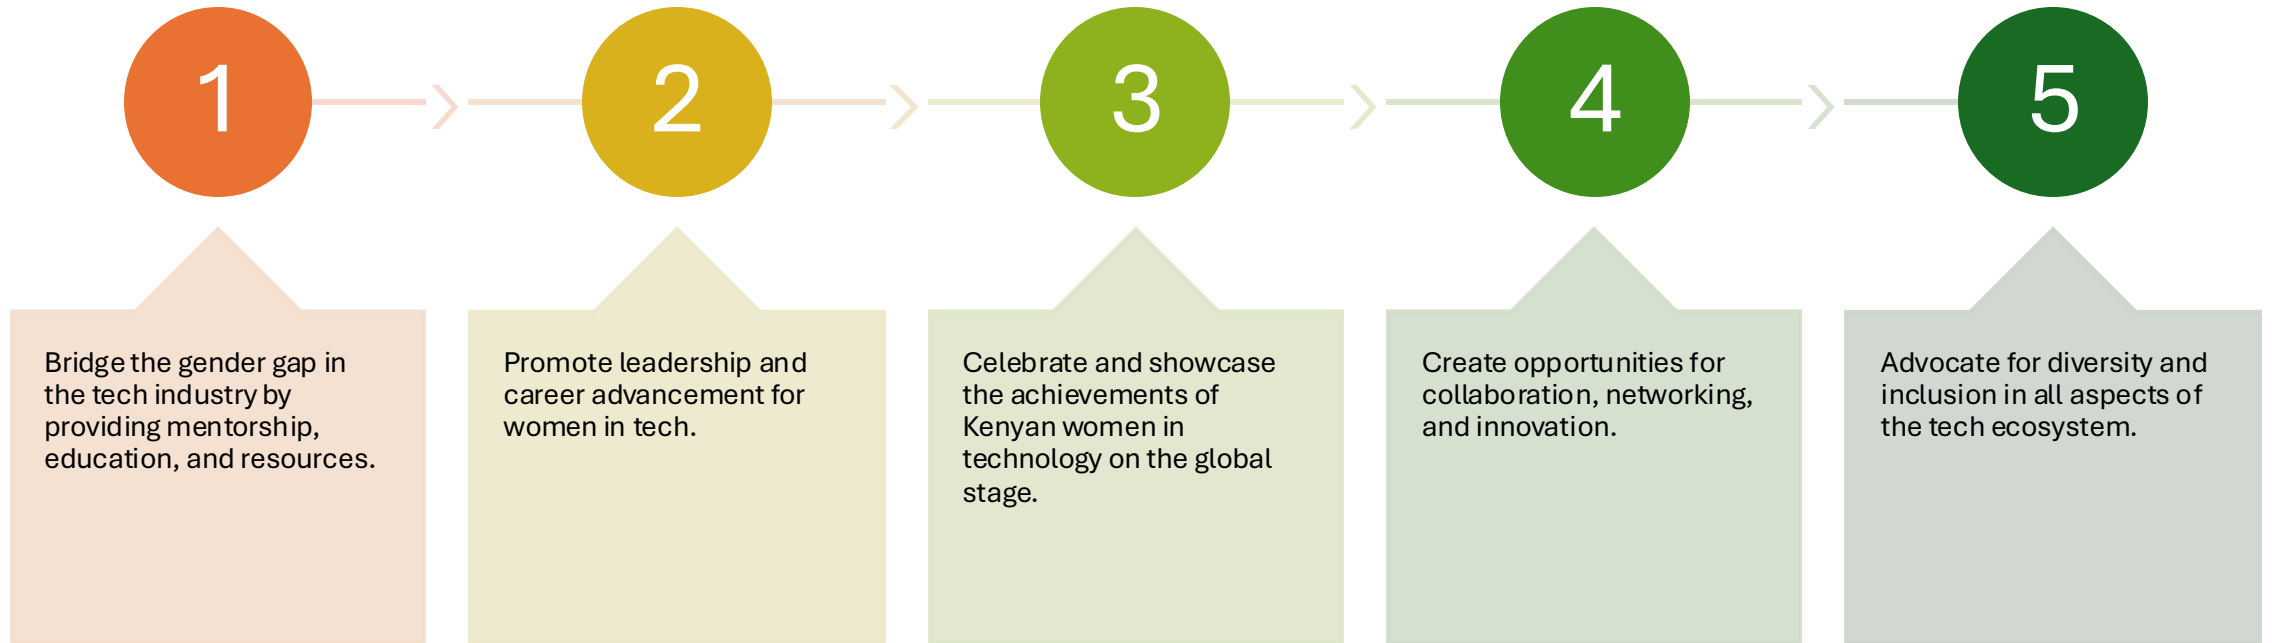 1
Bridge the gender gap in
the tech industry by
providing mentorship,
education, and resources.
2
Promote leadership and
career advancement for
women in tech.
3
Celebrate and showcase
the achievements of
Kenyan women in
technology on the global
stage.
4
Create opportunities for
collaboration, networking,
and innovation.
5
Advocate for diversity and
inclusion in all aspects of
the tech ecosystem.